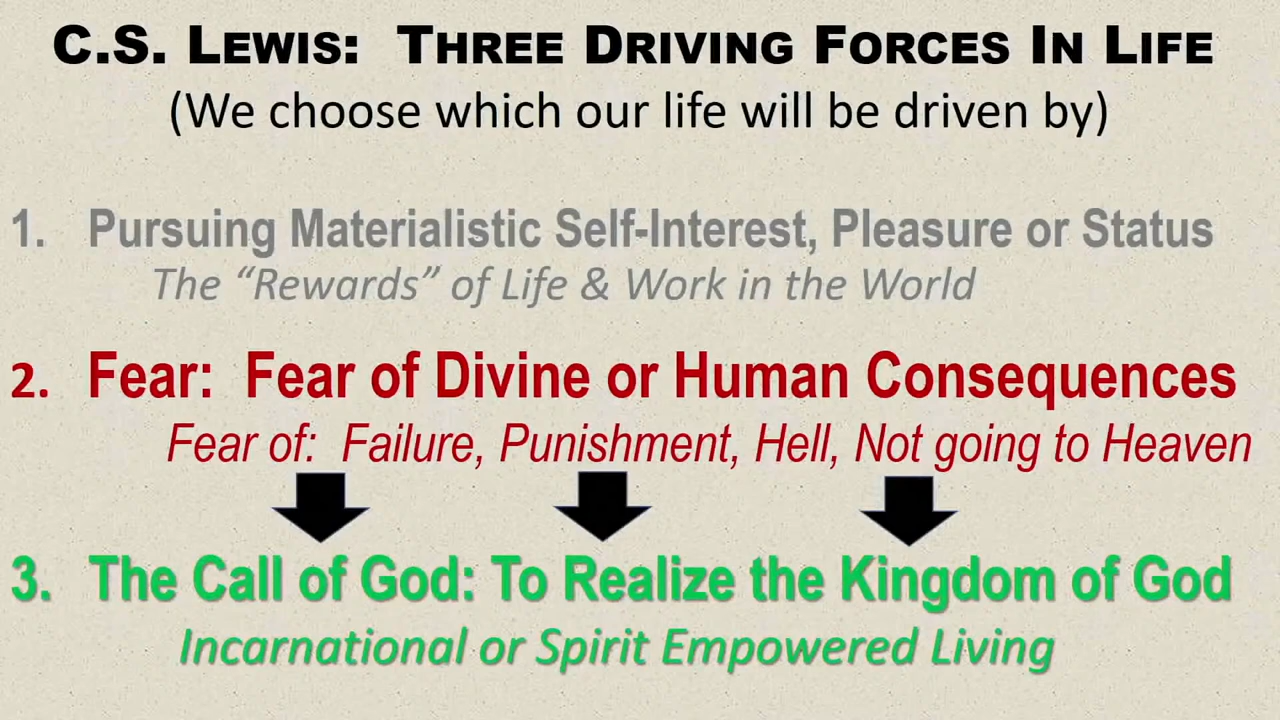 C.S. Lewis: Three Driving Forces In Life
(We choose which our life will be driven by)
1. Pursuing Materialistic Self-Interest, Pleasure or Status
The “Rewards” of Life & Work in the World
2. Fear: Fear of Divine or Human Consequences
Fear of: Failure, Punishment, Hell, Not going to Heaven
3. The Call of God: To Realize the Kingdom of God
Incarnational or Spirit Empowered Living